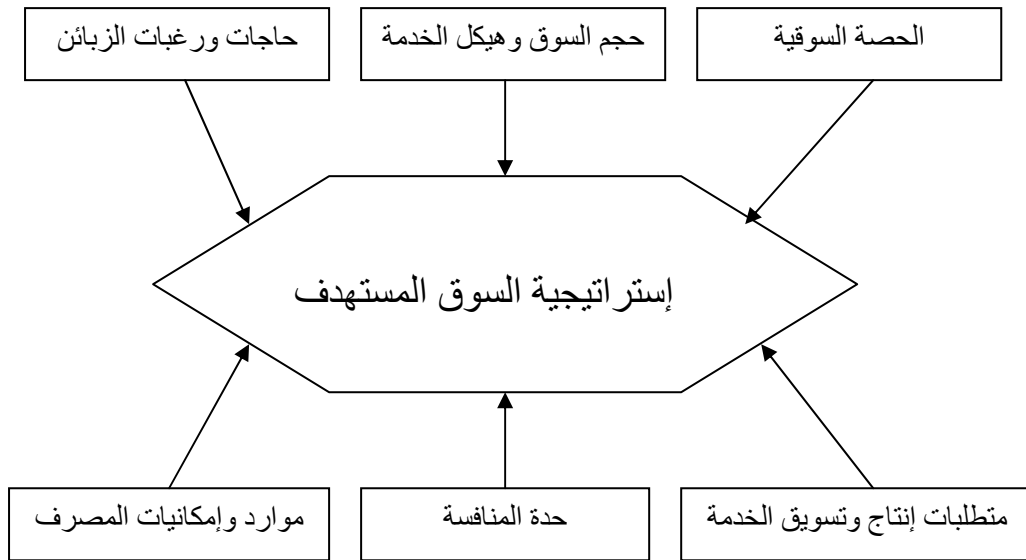 الحصة السوقية
حجم السوق وهيكل الخدمة
حاجات ورغبات الزبائن
إستراتيجية السوق المستهدف
متطلبات إنتاج وتسويق الخدمة
حدة المنافسة
موارد وإمكانيات المصرف